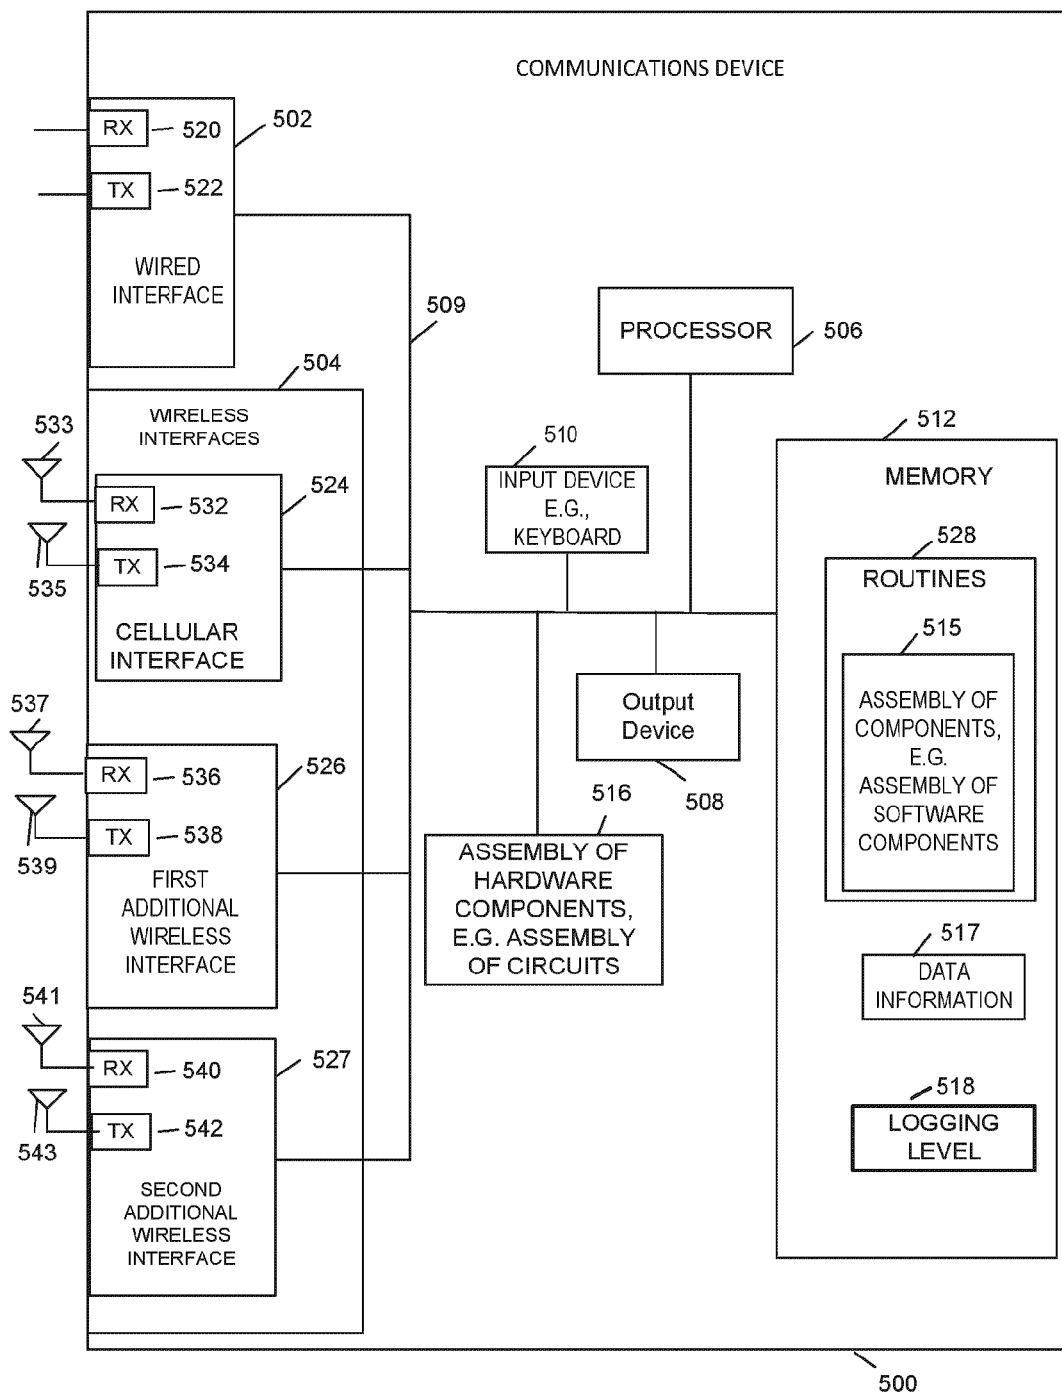 COMMUNICATIONS DEVICE
RX
520
502
TX
522
WIRED
INTERFACE
509
PROCESSOR
506
504
WIRELESS
INTERFACES
533
RX
532
524
535
TX
534
CELLULAR
INTERFACE
510
INPUT DEVICE
E.G.,
KEYBOARD
512
MEMORY
528
ROUTINES
515
ASSEMBLY OF
COMPONENTS,
E.G.
ASSEMBLY OF
SOFTWARE
COMPONENTS
Output
Device
508
537
RX
536
526
539
TX
538
FIRST
ADDITIONAL
WIRELESS
INTERFACE
516
ASSEMBLY OF
HARDWARE
COMPONENTS,
E.G. ASSEMBLY
OF CIRCUITS
517
DATA
INFORMATION
541
RX
540
527
543
TX
542
SECOND
ADDITIONAL
WIRELESS
INTERFACE
518
LOGGING
LEVEL
500